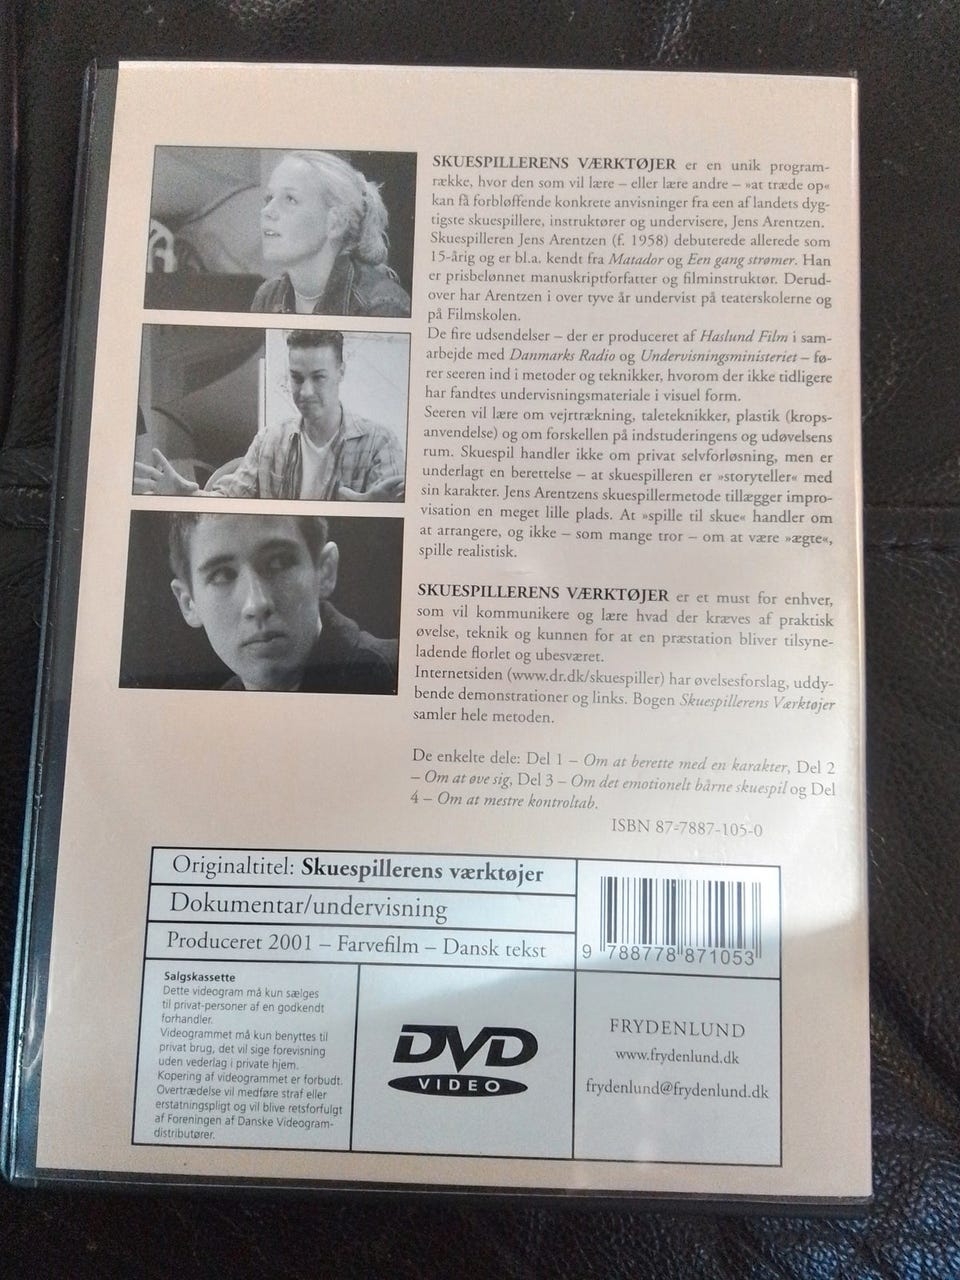 SKUESPILLERENS VÆRKTØJER er en unik program-
række, hvor den som vil lære – eller lære andre – »at træde op«
kan få forbløffende konkrete anvisninger fra een af landets dyg-
tigste skuespillere, instruktører og undervisere, Jens Arentzen.
Skuespilleren Jens Arentzen (f. 1958) debuterede allerede som
15-årig og er bl.a. kendt fra Matador og Een gang strømer. Han
er prisbelønnet manuskriptforfatter og filminstruktør. Derud-
over har Arentzen i over tyve år undervist på teaterskolerne og
på Filmskolen.
De fire udsendelser – der er produceret af Haslund Film i sam-
arbejde med Danmarks Radio og Undervisningsministeriet – fø-
rer seeren ind i metoder og teknikker, hvorom der ikke tidligere
har fandtes undervisningsmateriale i visuel form.
Seeren vil lære om vejrtrækning, taleteknikker, plastik (krops-
anvendelse) og om forskellen på indstuderingens og udøvelsens
rum. Skuespil handler ikke om privat selvforløsning, men er
underlagt en berettelse – at skuespilleren er »storyteller« med
sin karakter. Jens Arentzens skuespillermetode tillægger impro-
visation en meget lille plads. At »spille til skue« handler om
at arrangere, og ikke – som mange tror – om at være »ægte«,
spille realistisk.
SKUESPILLERENS VÆRKTØJER er et must for enhver,
som vil kommunikere og lære hvad der kræves af praktisk
øvelse, teknik og kunnen for at en præstation bliver tilsyne-
ladende florlet og ubesværet.
Internetsiden (www.dr.dk/skuespiller) har øvelsesforslag, uddy-
bende demonstrationer og links. Bogen Skuespillerens Værktøjer
samler hele metoden.
De enkelte dele: Del 1 – Om at berette med en karakter, Del 2
– Om at øve sig, Del 3 – Om det emotionelt bårne skuespil og Del
4 – Om at mestre kontroltab.
ISBN 87-7887-105-0
Originaltitel: Skuespillerens værktøjer
Dokumentar/undervisning
Produceret 2001 – Farvefilm – Dansk tekst
9 788778 871053
Salgskassette
Dette videogram må kun sælges
til privat-personer af en godkendt
forhandler.
Videogrammet må kun benyttes til
privat brug, det vil sige forevisning
uden vederlag i private hjem.
Kopering af videogrammet er forbudt.
Overtrædelse vil medføre straf eller
erstatningspligt og vil blive retsforfulgt
af Foreningen af Danske Videogram-
distributører.
DVD
VIDEO
FRYDENLUND
www.frydenlund.dk
frydenlund@frydenlund.dk